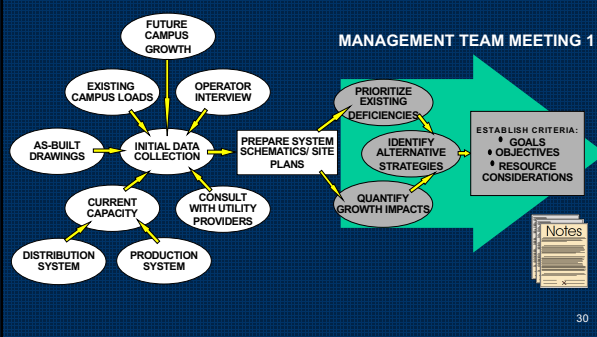 FUTURE
CAMPUS
GROWTH
MANAGEMENT TEAM MEETING 1
EXISTING
CAMPUS LOADS
OPERATOR
INTERVIEW
PRIORITIZE
EXISTING
DEFICIENCIES
AS-BUILT
DRAWINGS
INITIAL DATA
COLLECTION
PREPARE SYSTEM
SCHEMATICS/ SITE
PLANS
IDENTIFY
ALTERNATIVE
STRATEGIES
ESTABLISH CRITERIA:
• GOALS
• OBJECTIVES
• RESOURCE
CONSIDERATIONS
CURRENT
CAPACITY
CONSULT
WITH UTILITY
PROVIDERS
QUANTIFY
GROWTH IMPACTS
DISTRIBUTION
SYSTEM
PRODUCTION
SYSTEM
Notes
30